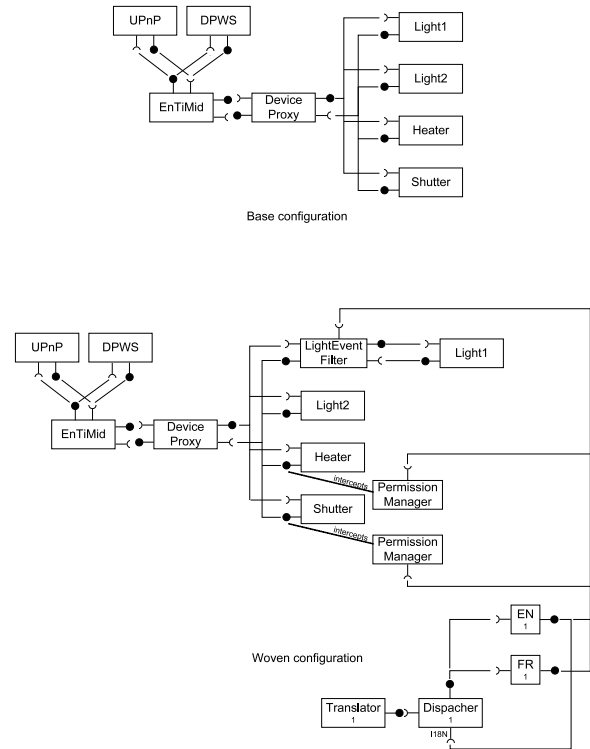 UPnP
DPWS
Light1
Light2
EnTiMid
Device
Proxy
Heater
Shutter
Base configuration
UPnP
DPWS
LightEvent
Filter
Light1
Light2
EnTiMid
Device
Proxy
Heater
intercepts
Permission
Manager
Shutter
intercepts
Permission
Manager
EN
1
Woven configuration
FR
1
Translator
1
Dispacher
1
I18N